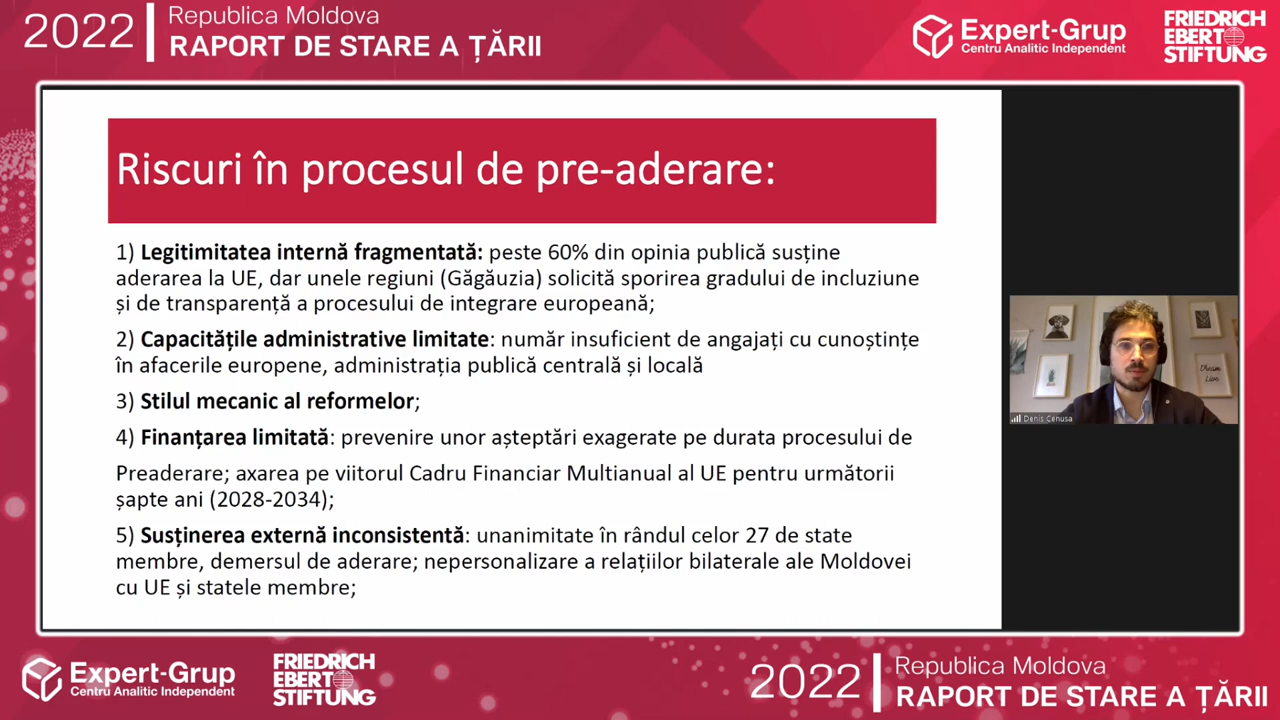 2022
Republica Moldova
RAPORT DE STARE A ȚĂRII
Expert-Grup
Centru Analitic Independent
FRIEDRICH
EBERT
STIFTUNG
Riscuri în procesul de pre-aderare:
1) Legitimitatea internă fragmentată: peste 60% din opinia publică susține
aderarea la UE, dar unele regiuni (Găgăuzia) solicită sporirea gradului de incluziune
și de transparență a procesului de integrare europeană;
2) Capacitățile administrative limitate: număr insuficient de angajați cu cunoștințe
în afacerile europene, administrația publică centrală și locală
3) Stilul mecanic al reformelor;
4) Finanțarea limitată: prevenire unor așteptări exagerate pe durata procesului de
Preaderare; axarea pe viitorul Cadru Financiar Multianual al UE pentru următorii
șapte ani (2028-2034);
5) Susținerea externă inconsistentă: unanimitate în rândul celor 27 de state
membre, demersul de aderare; nepersonalizare a relațiilor bilaterale ale Moldovei
cu UE și statele membre;
Dream
Live
Denis Cenusa
Expert-Grup
Centru Analitic Independent
FRIEDRICH
EBERT
STIFTUNG
2022
Republica Moldova
RAPORT DE STARE A ȚĂRII